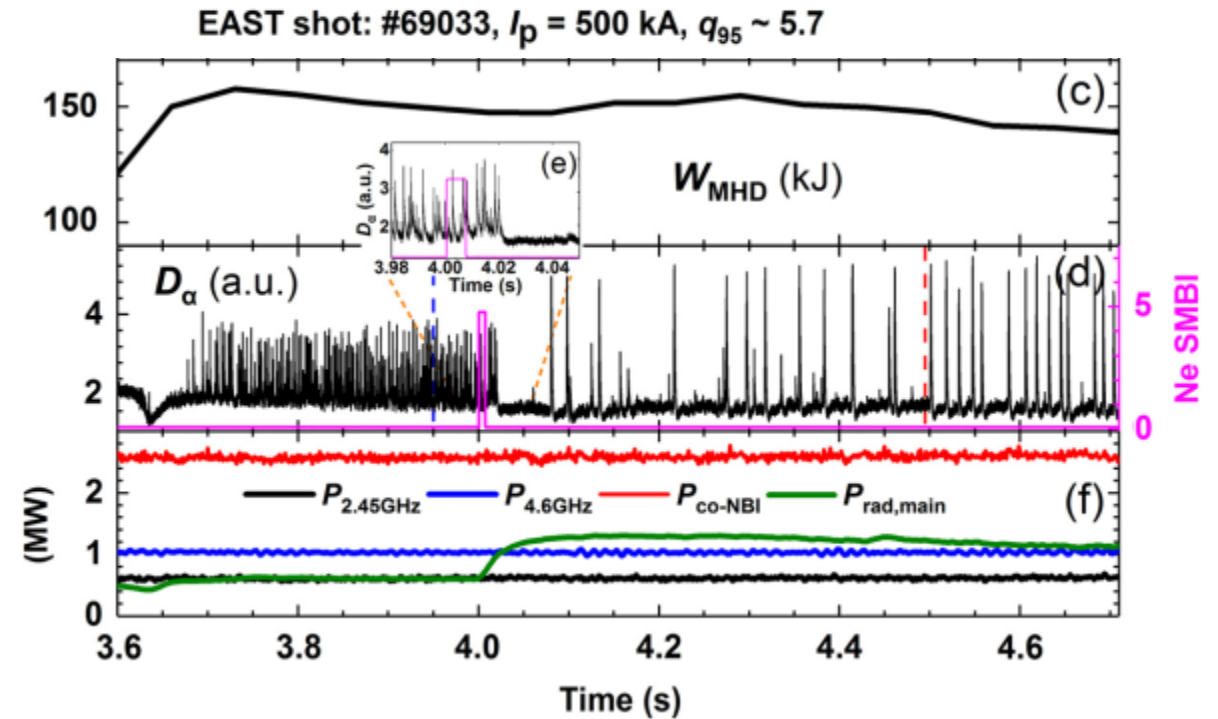 EAST shot: #69033, Ip = 500 kA, q95 ~ 5.7
(c)
150
100
WMHD (kJ)
(e)
4
3
2
Dα (a.u.)
3.98 4.00 4.02 4.04
Time (s)
(d)
Dα (a.u.)
4
2
5
0
Ne SMBI
(f)
P2.45GHz P4.6GHz Pco-NBI Prad,main
2
1
0
(MW)
3.6 3.8 4.0 4.2 4.4 4.6
Time (s)